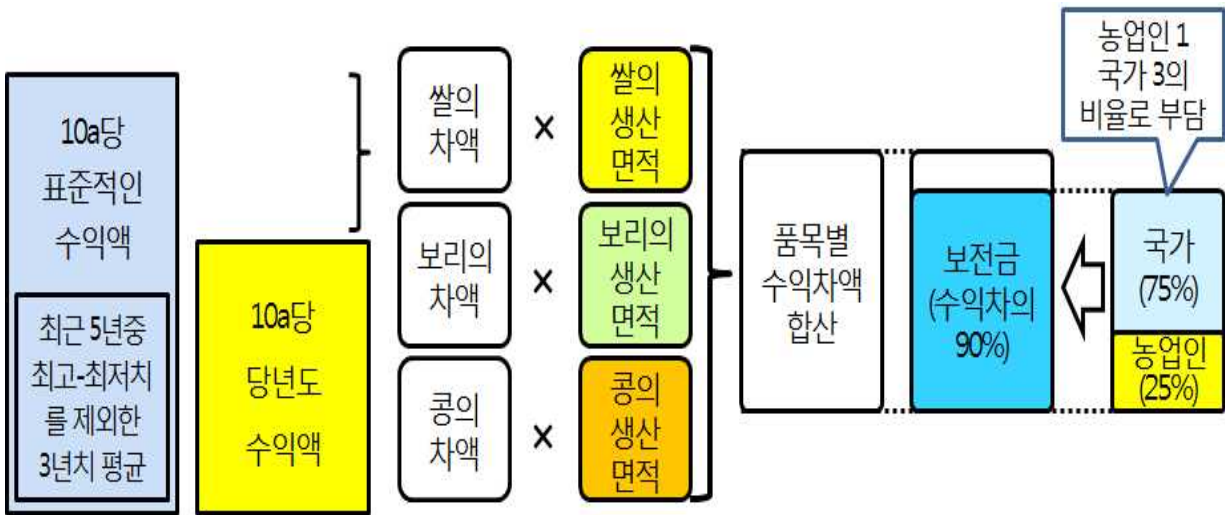 10a당
표준적인
수익액
최근 5년중
최고-최저치
를 제외한
3년치 평균
10a당
당년도
수익액
쌀의
차액
×
쌀의
생산
면적
보리의
차액
×
보리의
생산
면적
콩의
차액
×
콩의
생산
면적
품목별
수익차액
합산
보전금
(수익차의
90%)
농업인 1
국가 3의
비율로 부담
국가
(75%)
농업인
(25%)